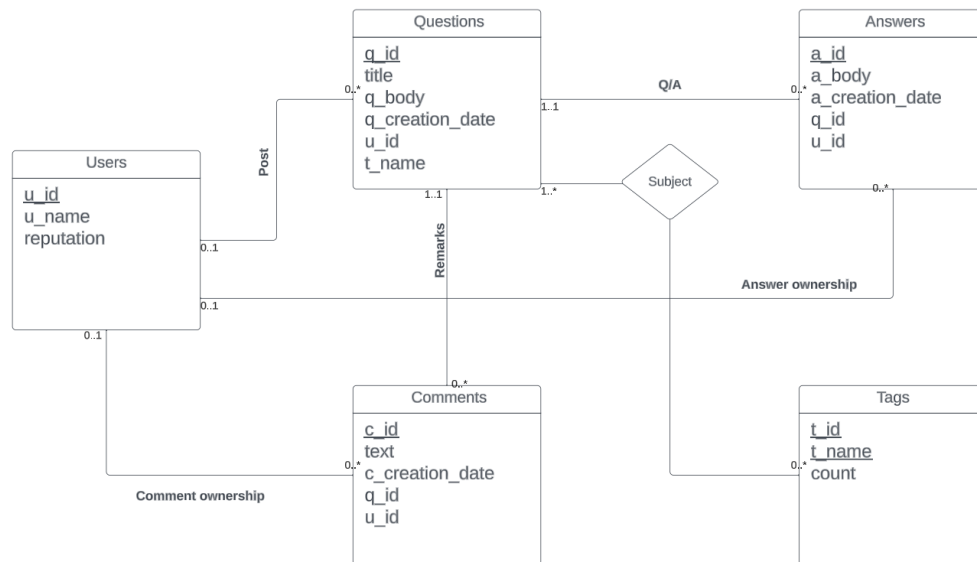 Questions
q_id
title
q_body
q_creation_date
u_id
t_name
0..*
1..1
1..*
1..1
Q/A
Answers
a_id
a_body
a_creation_date
q_id
u_id
0..*
0..*
Subject
Post
Users
u_id
u_name
reputation
0..1
0..1
0..1
Remarks
Answer ownership
Comment ownership
0..*
0..*
Comments
c_id
text
c_creation_date
q_id
u_id
Tags
t_id
t_name
count
0..*